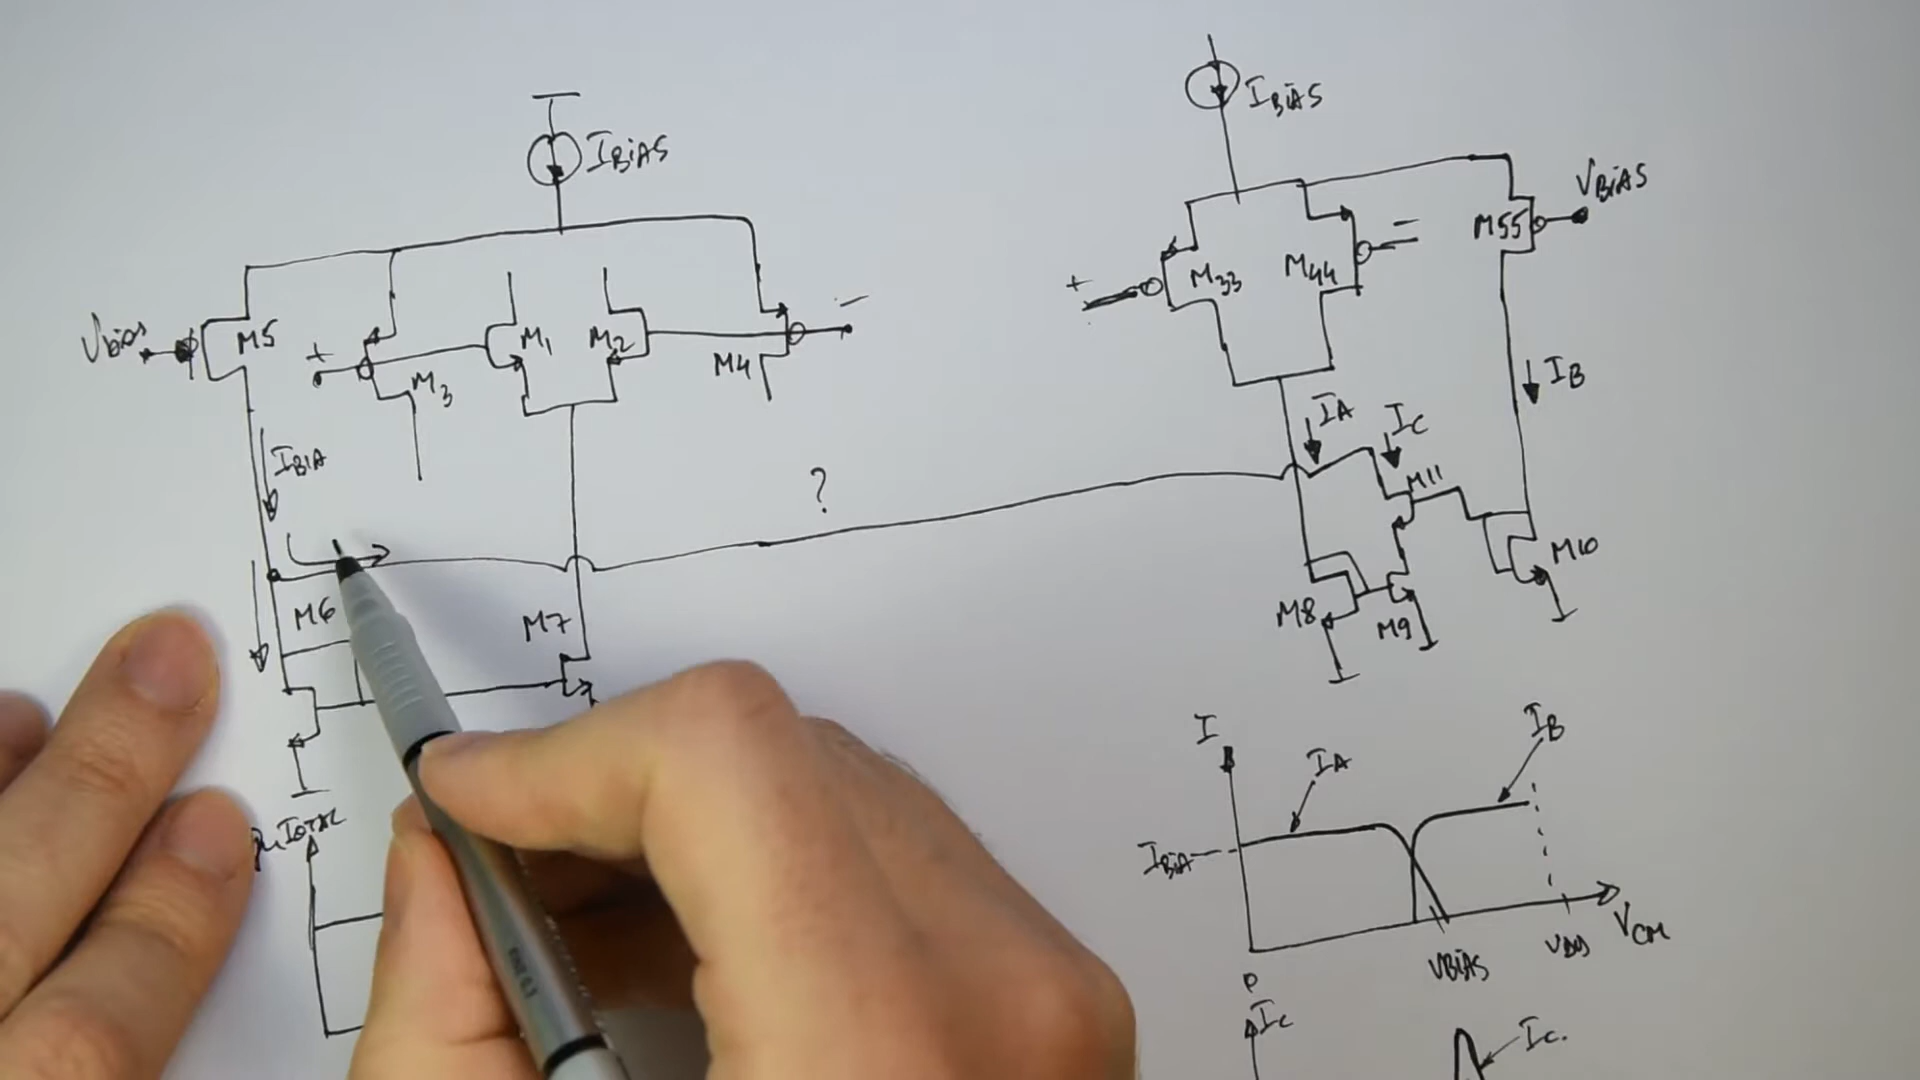 IBIAS
IBIAS
VBIAS
M55
Vbias
M5
+
M3
M1
M2
M4
-
+
M33
M44
-
IB
IA
IC
IBIA
?
M11
M6
M7
M8
M9
M10
I
IA
IB
IBIA
VBIAS
VDD
VCM
0
IC
IC.